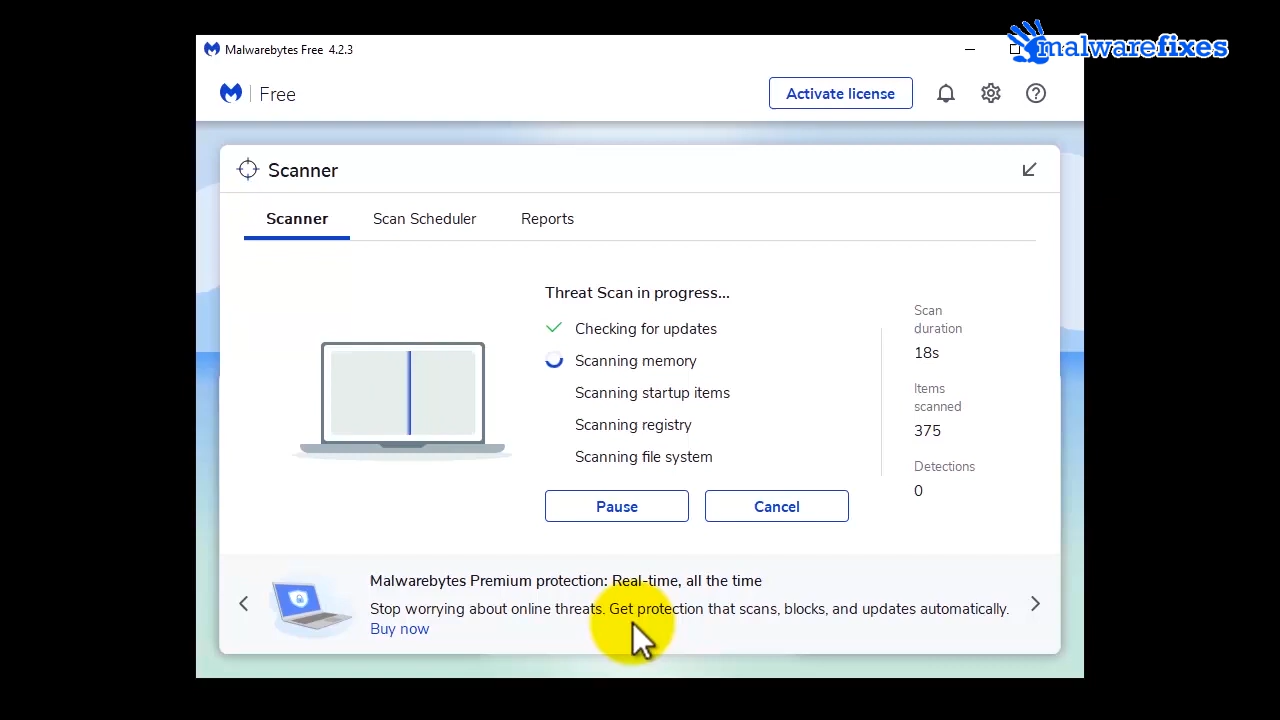 Malwarebytes Free 4.2.3
malwarefixes
Free
Activate license
Scanner
Scanner
Scan Scheduler
Reports
Threat Scan in progress...
Checking for updates
Scanning memory
Scanning startup items
Scanning registry
Scanning file system
Pause
Cancel
Scan
duration
18s
Items
scanned
375
Detections
0
Malwarebytes Premium protection: Real-time, all the time
Stop worrying about online threats. Get protection that scans, blocks, and updates automatically.
Buy now